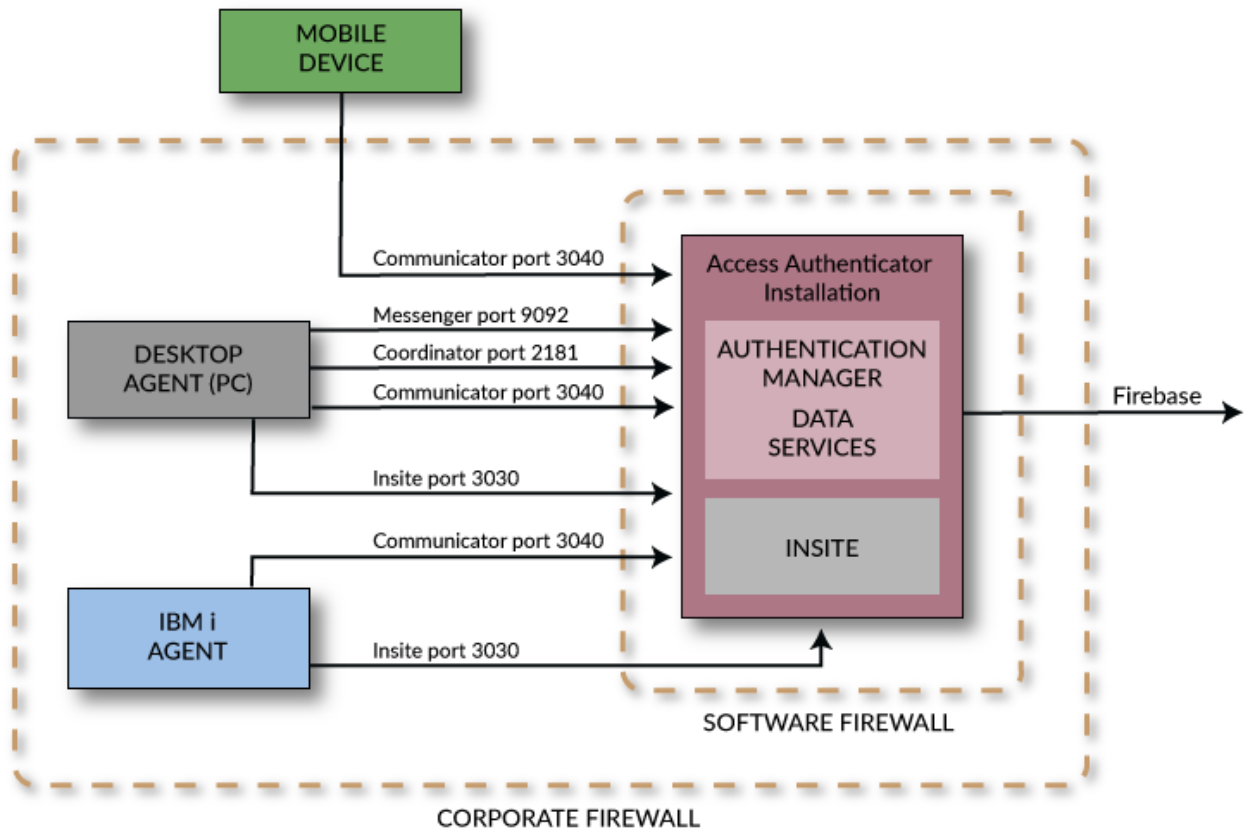 MOBILE
DEVICE
Communicator port 3040
Messenger port 9092
Coordinator port 2181
Communicator port 3040
DESKTOP
AGENT (PC)
Insite port 3030
Communicator port 3040
IBM i
AGENT
Insite port 3030
Access Authenticator
Installation
AUTHENTICATION
MANAGER
DATA
SERVICES
INSITE
Firebase
SOFTWARE FIREWALL
CORPORATE FIREWALL